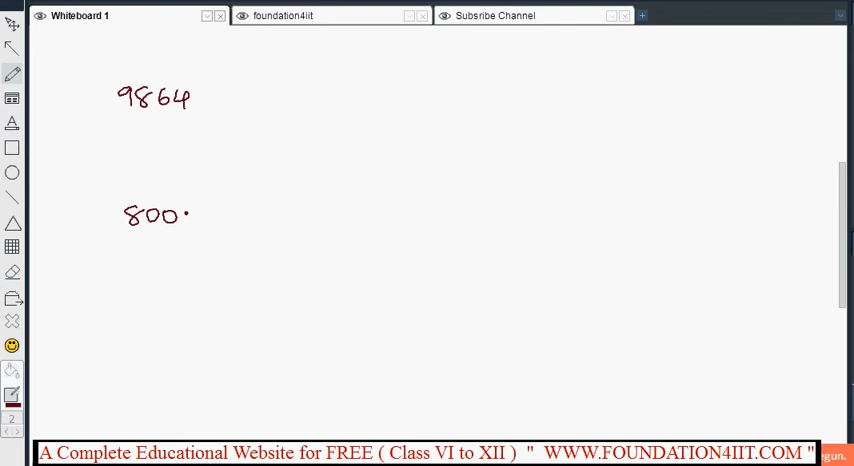 Whiteboard 1
foundation4iit
Subsribe Channel
9864
800
2
A Complete Educational Website for FREE ( Class VI to XII ) " WWW.FOUNDATION4IIT.COM "
egun.